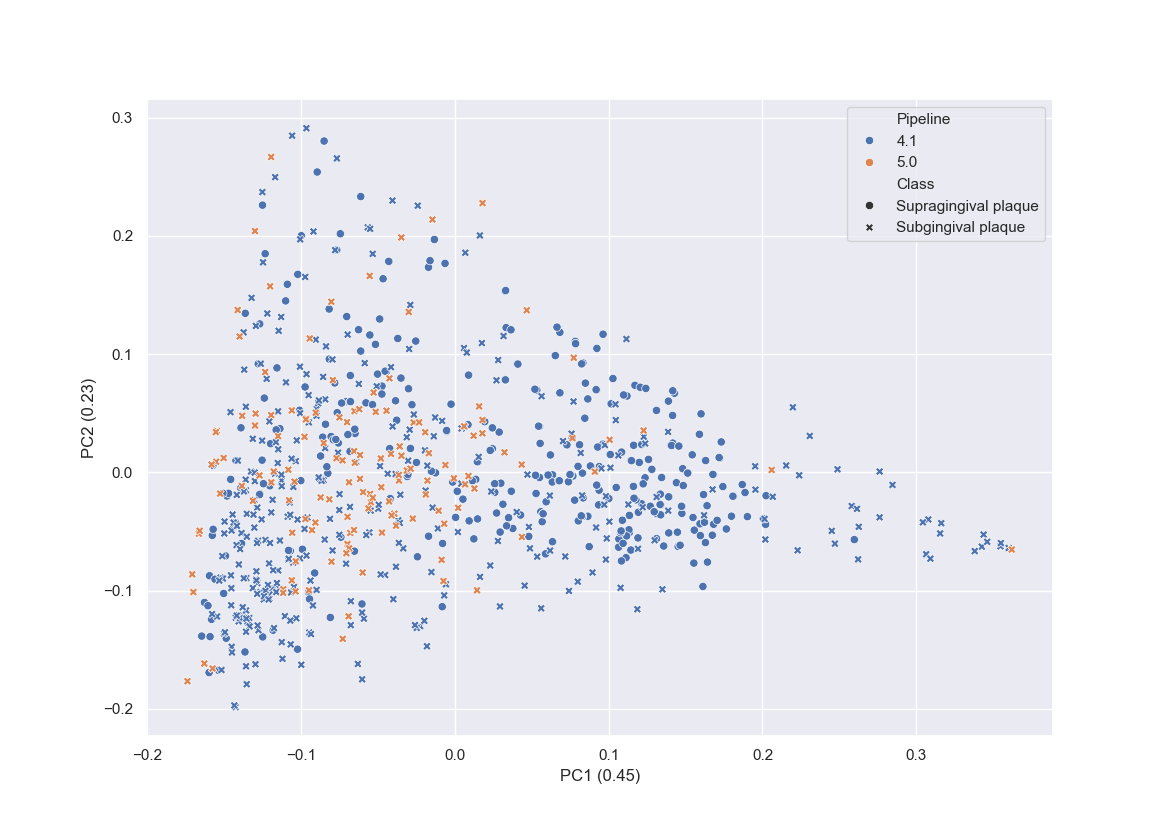 Pipeline
4.1
5.0
Class
Supragingival plaque
Subgingival plaque
0.3
0.2
0.1
0.0
−0.1
−0.2
PC2 (0.23)
−0.2 −0.1 0.0 0.1 0.2 0.3
PC1 (0.45)